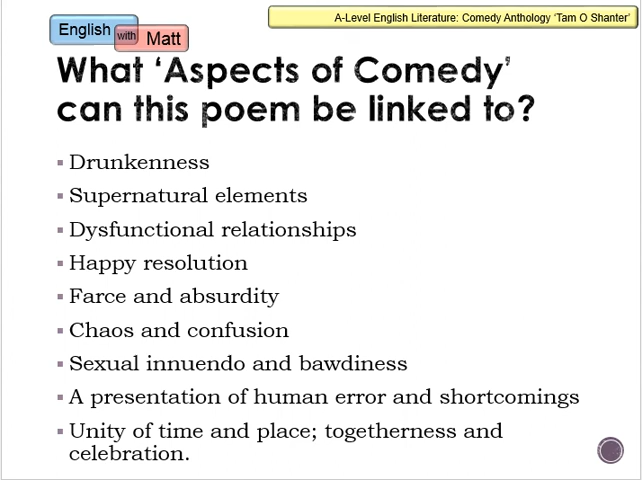 A-Level English Literature: Comedy Anthology 'Tam O Shanter'
English with Matt
What 'Aspects of Comedy'
can this poem be linked to?
▪ Drunkenness
▪ Supernatural elements
▪ Dysfunctional relationships
▪ Happy resolution
▪ Farce and absurdity
▪ Chaos and confusion
▪ Sexual innuendo and bawdiness
▪ A presentation of human error and shortcomings
▪ Unity of time and place; togetherness and
celebration.